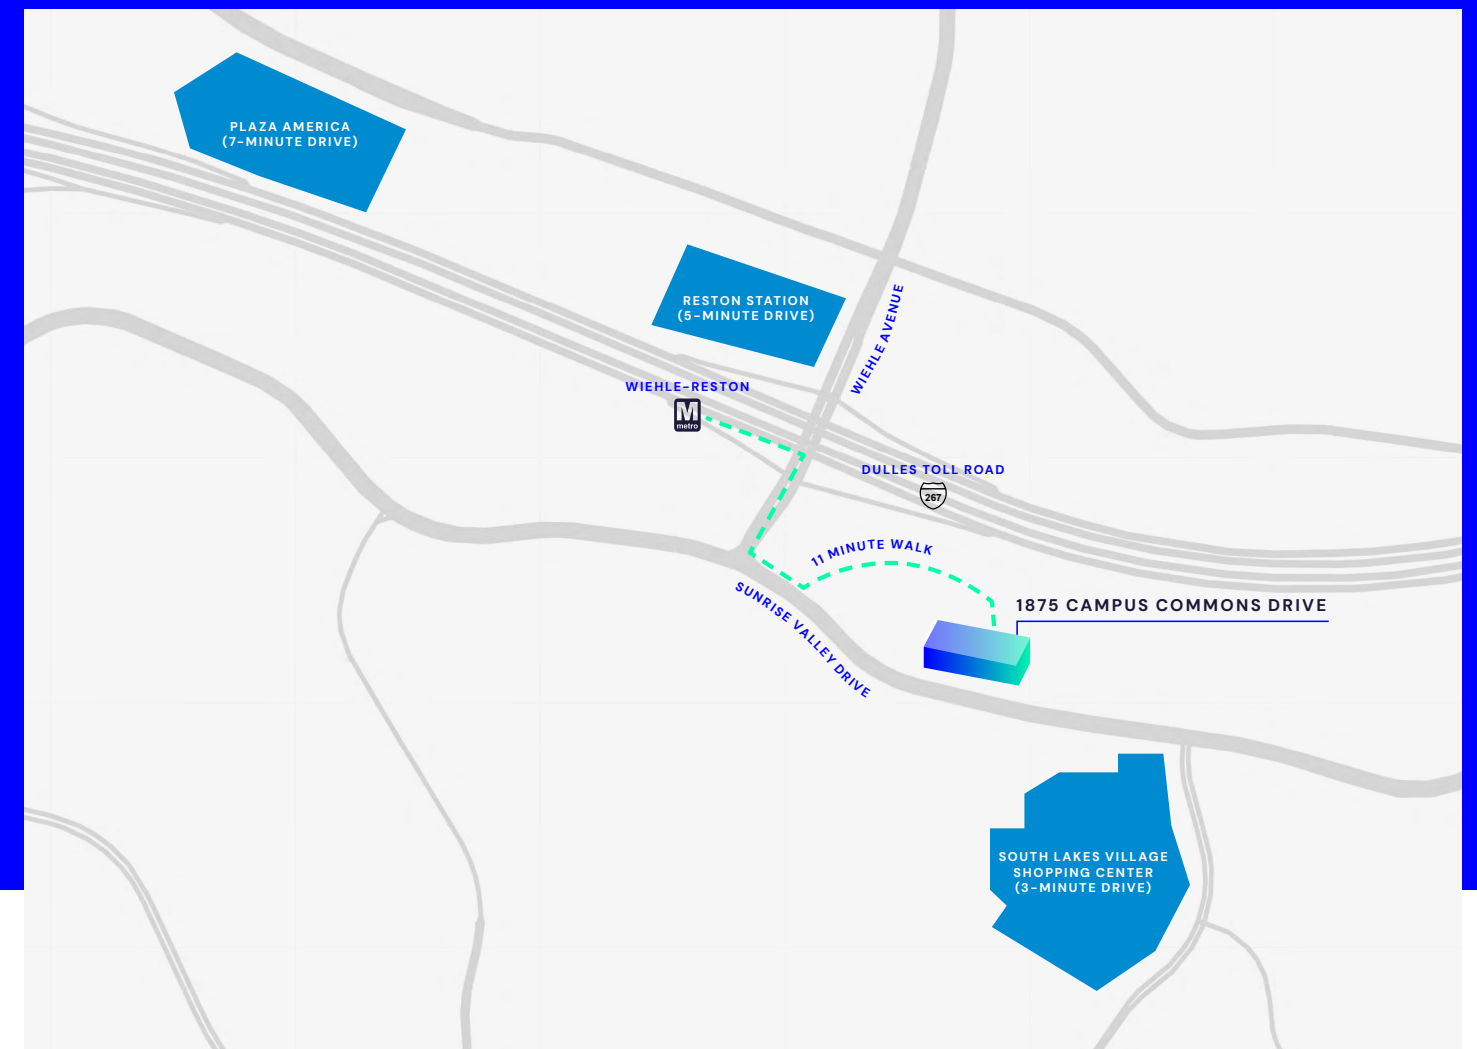 PLAZA AMERICA
(7-MINUTE DRIVE)
RESTON STATION
(5-MINUTE DRIVE)
WIEHLE AVENUE
WIEHLE-RESTON
M
metro
DULLES TOLL ROAD
267
11 MINUTE WALK
SUNRISE VALLEY DRIVE
1875 CAMPUS COMMONS DRIVE
SOUTH LAKES VILLAGE
SHOPPING CENTER
(3-MINUTE DRIVE)